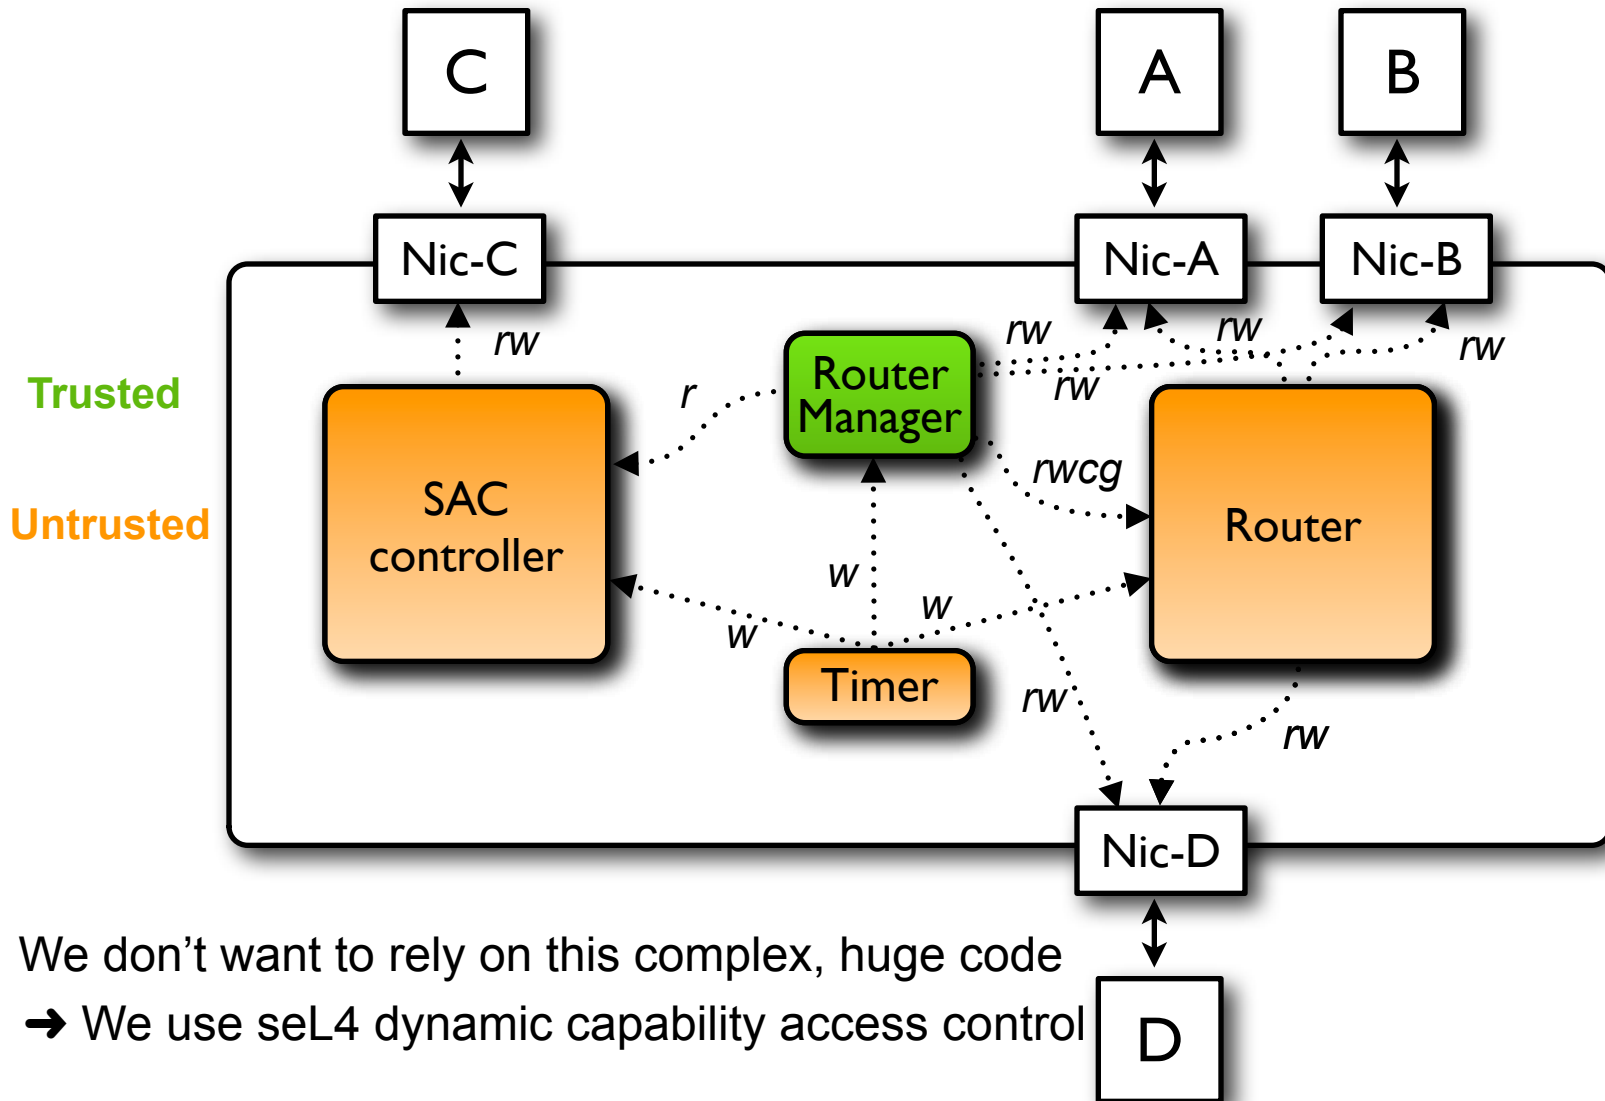 C
A
B
Nic-C
Nic-A
Nic-B
rw
rw
rw
rw
rw
Trusted
Untrusted
r
Router
Manager
rwcg
SAC
controller
Router
w
w
w
Timer
rw
rw
Nic-D
We don’t want to rely on this complex, huge code
➜ We use seL4 dynamic capability access control
D